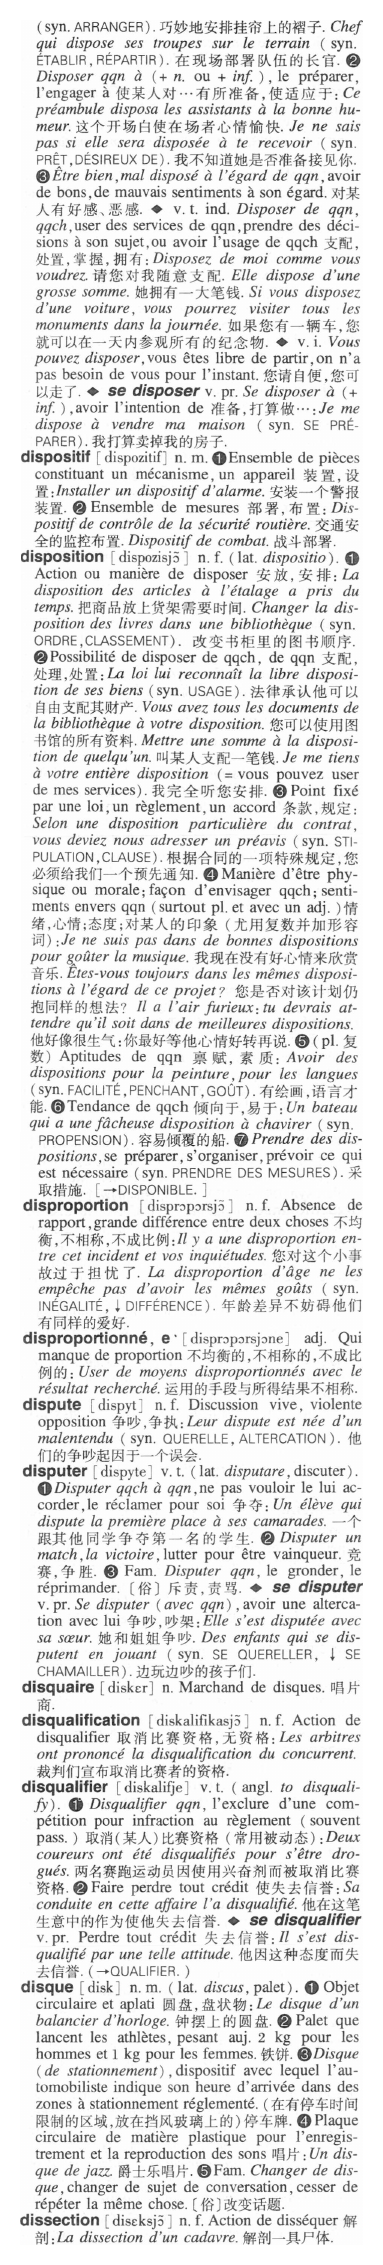 (syn. ARRANGER). 巧妙地安排挂帘上的褶子. Chef
qui dispose ses troupes sur le terrain (syn.
ÉTABLIR, RÉPARTIR). 在现场部署队伍的长官. ❷
Disposer qqn à (+ n. ou + inf.), le préparer,
l'engager à 使某人对…有所准备,使适应于: Ce
préambule disposa les assistants à la bonne hu-
meur. 这个开场白使在场者心情愉快. Je ne sais
pas si elle sera disposée à te recevoir (syn.
PRÊT, DÉSIREUX DE). 我不知道她是否准备接见你.
❸ Être bien, mal disposé à l'égard de qqn, avoir
de bons, de mauvais sentiments à son égard. 对某
人有好感、恶感. ◆ v. t. ind. Disposer de qqn,
qqch, user des services de qqn, prendre des déci-
sions à son sujet, ou avoir l'usage de qqch 支配,
处置,掌握,拥有: Disposez de moi comme vous
voudrez. 请您对我随意支配. Elle dispose d'une
grosse somme. 她拥有一大笔钱. Si vous disposez
d'une voiture, vous pourrez visiter tous les
monuments dans la journée. 如果您有一辆车,您
就可以在一天内参观所有的纪念物. ◆ v. i. Vous
pouvez disposer, vous êtes libre de partir, on n'a
pas besoin de vous pour l'instant. 您请自便,您可
以走了. ◆ se disposer v. pr. Se disposer à (+
inf.), avoir l'intention de 准备,打算做…: Je me
dispose à vendre ma maison (syn. SE PRÉ-
PARER). 我打算卖掉我的房子.
dispositif [dispozitif] n. m. ❶ Ensemble de pièces
constituant un mécanisme, un appareil 装置,设
置: Installer un dispositif d'alarme. 安装一个警报
装置. ❷ Ensemble de mesures 部署,布置: Dis-
positif de contrôle de la sécurité routière. 交通安
全的监控布置. Dispositif de combat. 战斗部署.
disposition [dispozisjɔ̃] n. f. (lat. dispositio). ❶
Action ou manière de disposer 安放,安排: La
disposition des articles à l'étalage a pris du
temps. 把商品放上货架需要时间. Changer la dis-
position des livres dans une bibliothèque (syn.
ORDRE, CLASSEMENT). 改变书柜里的图书顺序.
❷ Possibilité de disposer de qqch, de qqn 支配,
处理,处置: La loi lui reconnaît la libre disposi-
tion de ses biens (syn. USAGE). 法律承认他可以
自由支配其财产. Vous avez tous les documents de
la bibliothèque à votre disposition. 您可以使用图
书馆的所有资料. Mettre une somme à la disposi-
tion de quelqu'un. 叫某人支配一笔钱. Je me tiens
à votre entière disposition (= vous pouvez user
de mes services). 我完全听您安排. ❸ Point fixé
par une loi, un règlement, un accord 条款,规定:
Selon une disposition particulière du contrat,
vous deviez nous adresser un préavis (syn. STI-
PULATION, CLAUSE). 根据合同的一项特殊规定,您
必须给我们一个预先通知. ❹ Manière d'être phy-
sique ou morale; façon d'envisager qqch; senti-
ments envers qqn (surtout pl. et avec un adj.) 情
绪,心情;态度;对某人的印象 (尤用复数并加形容
词): Je ne suis pas dans de bonnes dispositions
pour goûter la musique. 我现在没有好心情来欣赏
音乐. Êtes-vous toujours dans les mêmes disposi-
tions à l'égard de ce projet? 您是否对该计划仍
抱同样的想法? Il a l'air furieux; tu devrais at-
tendre qu'il soit dans de meilleures dispositions.
他好像很生气;你最好等他心情好转再说. ❺ (pl. 复
数) Aptitudes de qqn 禀赋,素质: Avoir des
dispositions pour la peinture, pour les langues
(syn. FACILITÉ, PENCHANT, GOÛT). 有绘画,语言才
能. ❻ Tendance de qqch 倾向于,易于: Un bateau
qui a une fâcheuse disposition à chavirer (syn.
PROPENSION). 容易倾覆的船. ❼ Prendre des dis-
positions, se préparer, s'organiser, prévoir ce qui
est nécessaire (syn. PRENDRE DES MESURES). 采
取措施. [→DISPONIBLE.]
disproportion [disprɔpɔrsjɔ̃] n. f. Absence de
rapport, grande différence entre deux choses 不均
衡,不相称,不成比例: Il y a une disproportion en-
tre cet incident et vos inquiétudes. 您对这个小事
故过于担忧了. La disproportion d'âge ne les
empêche pas d'avoir les mêmes goûts (syn.
INÉGALITÉ, ↓ DIFFÉRENCE). 年龄差异不妨碍他们
有同样的爱好.
disproportionné, e [disprɔpɔrsjɔne] adj. Qui
manque de proportion 不均衡的,不相称的,不成比
例的: User de moyens disproportionnés avec le
résultat recherché. 运用的手段与所得结果不相称.
dispute [dispyt] n. f. Discussion vive, violente
opposition 争吵,争执: Leur dispute est née d'un
malentendu (syn. QUERELLE, ALTERCATION). 他
们的争吵起因于一个误会.
disputer [dispyte] v. t. (lat. disputare, discuter).
❶ Disputer qqch à qqn, ne pas vouloir le lui ac-
corder, le réclamer pour soi 争夺: Un élève qui
dispute la première place à ses camarades. 一个
跟其他同学争夺第一名的学生. ❷ Disputer un
match, la victoire, lutter pour être vainqueur. 竞
赛,争胜. ❸ Fam. Disputer qqn, le gronder, le
réprimander. [俗] 斥责,责骂. ◆ se disputer
v. pr. Se disputer (avec qqn), avoir une alterca-
tion avec lui 争吵,吵架: Elle s'est disputée avec
sa sœur. 她和姐姐争吵. Des enfants qui se dis-
putent en jouant (syn. SE QUERELLER, ↓ SE
CHAMAILLER). 边玩边吵的孩子们.
disquaire [diskɛr] n. Marchand de disques. 唱片
商.
disqualification [diskalifikasjɔ̃] n. f. Action de
disqualifier 取消比赛资格,无资格: Les arbitres
ont prononcé la disqualification du concurrent.
裁判们宣布取消比赛者的资格.
disqualifier [diskalifje] v. t. (angl. to disquali-
fy). ❶ Disqualifier qqn, l'exclure d'une com-
pétition pour infraction au règlement (souvent
pass.) 取消(某人)比赛资格 (常用被动态): Deux
coureurs ont été disqualifiés pour s'être dro-
gués. 两名赛跑运动员因使用兴奋剂而被取消比赛
资格. ❷ Faire perdre tout crédit 使失去信誉: Sa
conduite en cette affaire l'a disqualifié. 他在这笔
生意中的作为使他失去信誉. ◆ se disqualifier
v. pr. Perdre tout crédit 失去信誉: Il s'est dis-
qualifié par une telle attitude. 他因这种态度而失
去信誉. (→QUALIFIER.)
disque [disk] n. m. (lat. discus, palet). ❶ Objet
circulaire et aplati 圆盘,盘状物: Le disque d'un
balancier d'horloge. 钟摆上的圆盘. ❷ Palet que
lancent les athlètes, pesant auj. 2 kg pour les
hommes et 1 kg pour les femmes. 铁饼. ❸ Disque
(de stationnement), dispositif avec lequel l'au-
tomobiliste indique son heure d'arrivée dans des
zones à stationnement réglementé. (在有停车时间
限制的区域,放在挡风玻璃上的) 停车牌. ❹ Plaque
circulaire de matière plastique pour l'enregis-
trement et la reproduction des sons 唱片: Un dis-
que de jazz. 爵士乐唱片. ❺ Fam. Changer de dis-
que, changer de sujet de conversation, cesser de
répéter la même chose. [俗] 改变话题.
dissection [disɛksjɔ̃] n. f. Action de disséquer 解
剖: La dissection d'un cadavre. 解剖一具尸体.